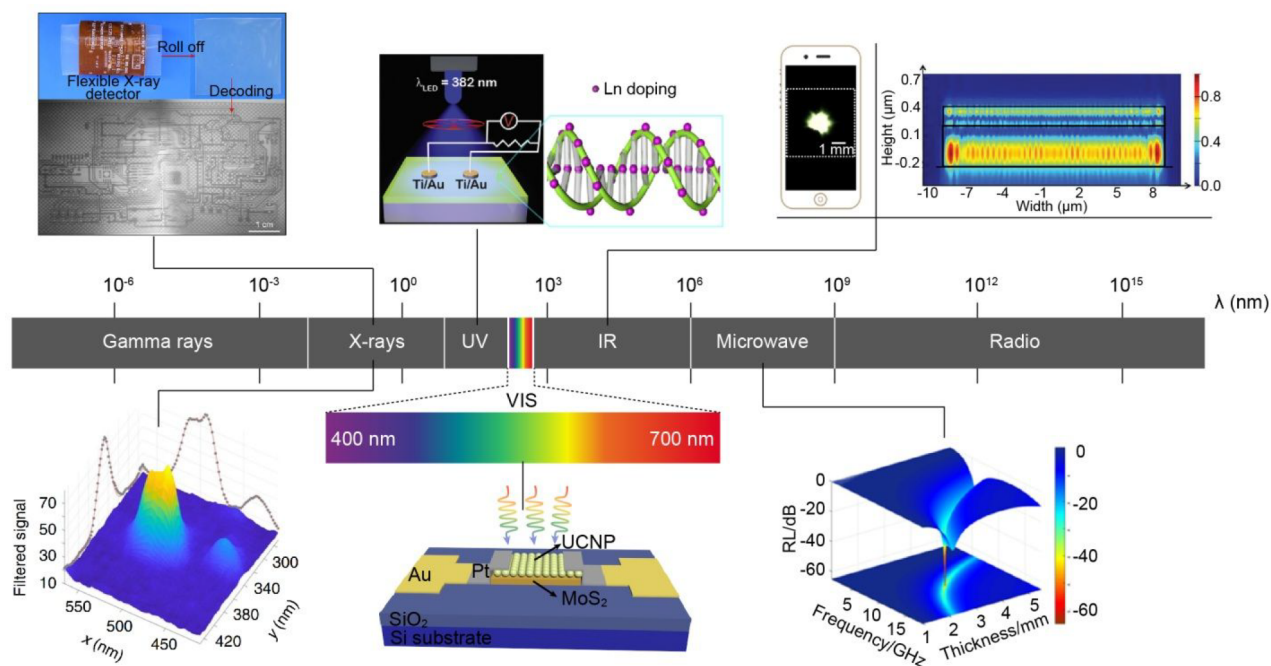 Roll off
Flexible X-ray
detector
Decoding
1 cm
λLED = 382 nm
V
Ti/Au
Ti/Au
Ln doping
1 mm
Height (μm)
0.7
0.4
0.1
-0.2
-10 -7 -4 -1 2 5 8
Width (μm)
0.8
0.4
0.0
10⁻⁶ 10⁻³ 10⁰ 10³ 10⁶ 10⁹ 10¹² 10¹⁵
λ (nm)
Gamma rays X-rays UV IR Microwave Radio
VIS
400 nm 700 nm
Filtered signal
70
50
30
10
550 500 450
x (nm)
420 380 340 300
y (nm)
UCNP
Au
Pt
MoS₂
SiO₂
Si substrate
RL/dB
0
-20
-40
-60
5 10 15
Frequency/GHz
1 2 3 4 5
Thickness/mm
0
-20
-40
-60